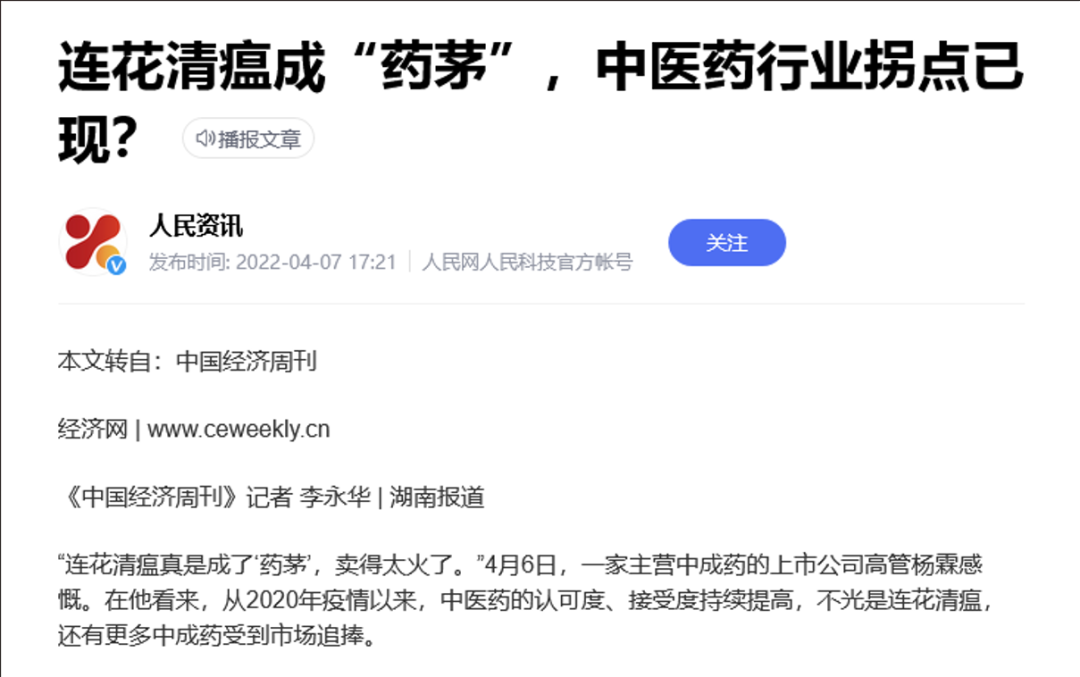 连花清瘟成“药茅”，中医药行业拐点已
现？
播报文章
人民资讯
关注
发布时间: 2022-04-07 17:21 | 人民网人民科技官方帐号
本文转自：中国经济周刊
经济网 | www.ceweekly.cn
《中国经济周刊》记者 李永华 | 湖南报道
“连花清瘟真是成了‘药茅’，卖得太火了。”4月6日，一家主营中成药的上市公司高管杨霖感
慨。在他看来，从2020年疫情以来，中医药的认可度、接受度持续提高，不光是连花清瘟，
还有更多中成药受到市场追捧。